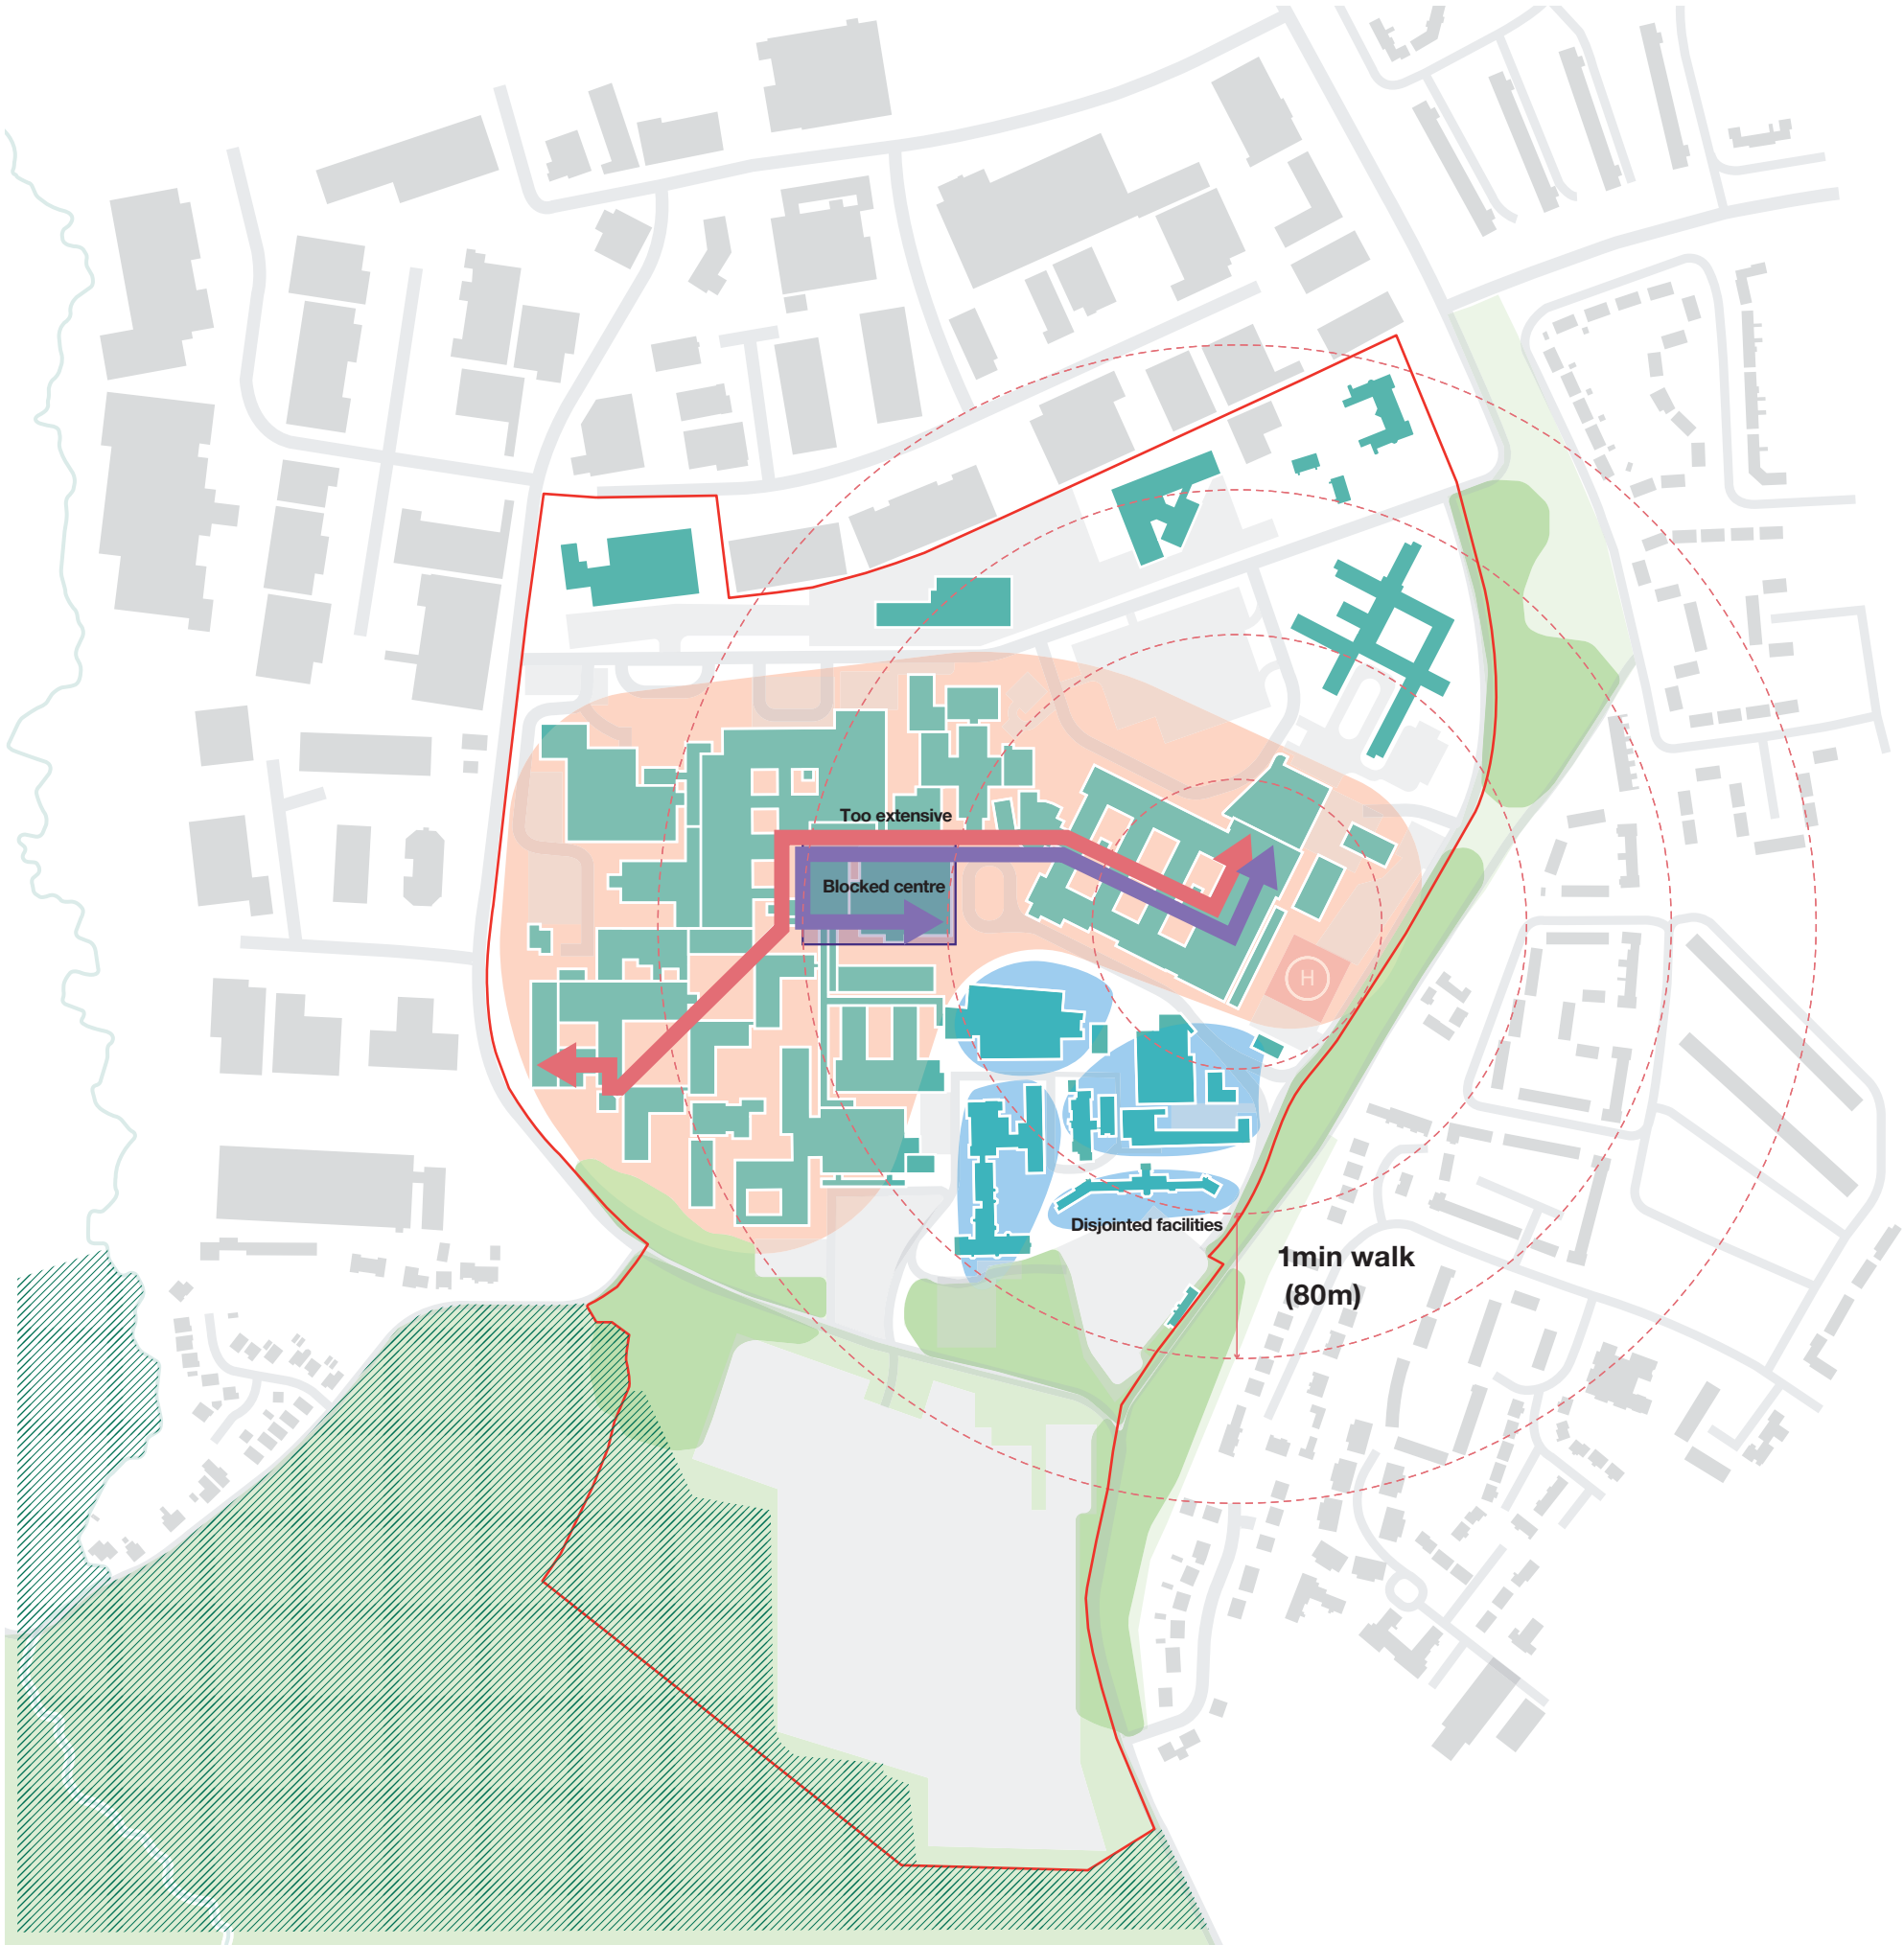 Too extensive
Blocked centre
H
Disjointed facilities
1min walk
(80m)